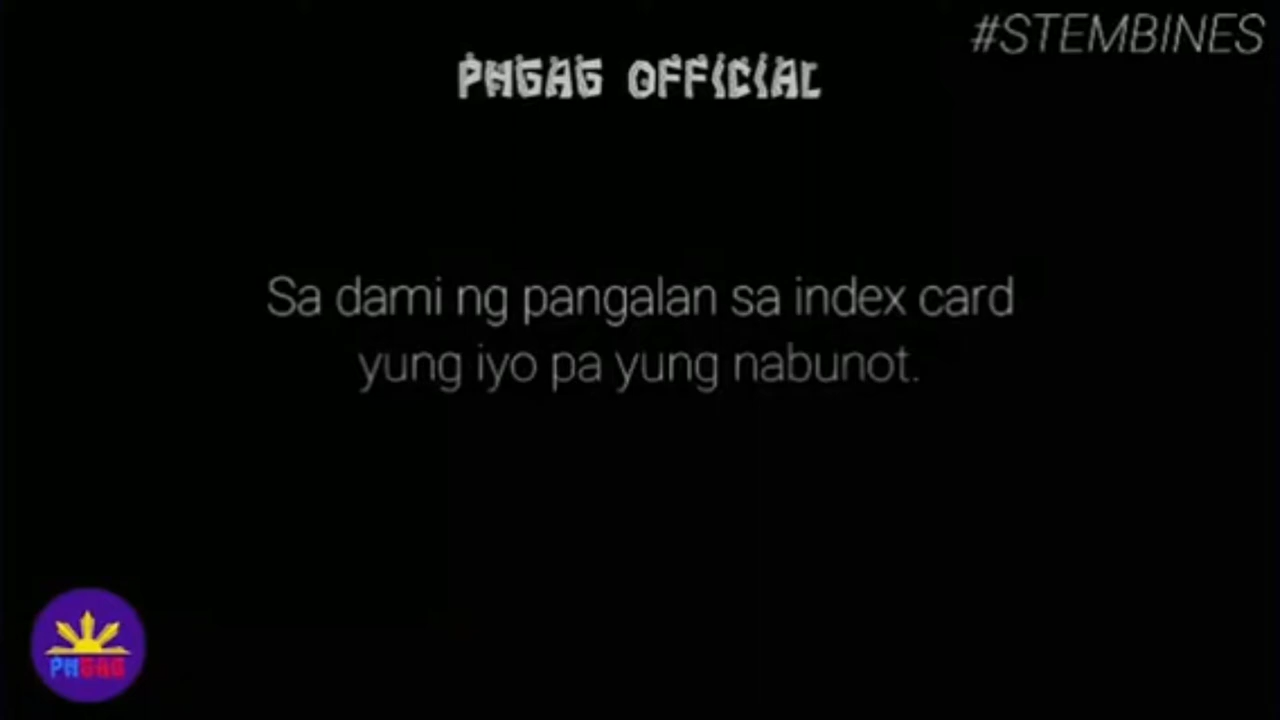 #STEMBINES
PHGAG OFFICIAL
Sa dami ng pangalan sa index card
yung iyo pa yung nabunot.
PHGAG